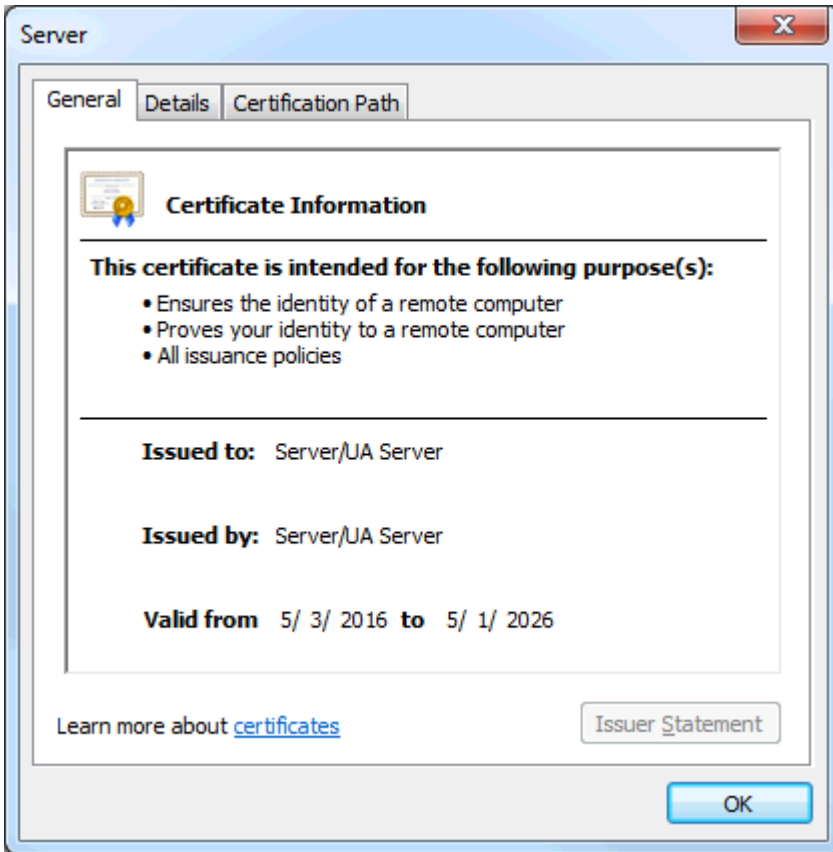 Server
General Details Certification Path
Certificate Information
This certificate is intended for the following purpose(s):
• Ensures the identity of a remote computer
• Proves your identity to a remote computer
• All issuance policies
Issued to: Server/UA Server
Issued by: Server/UA Server
Valid from 5/ 3/ 2016 to 5/ 1/ 2026
Learn more about certificates Issuer Statement
OK